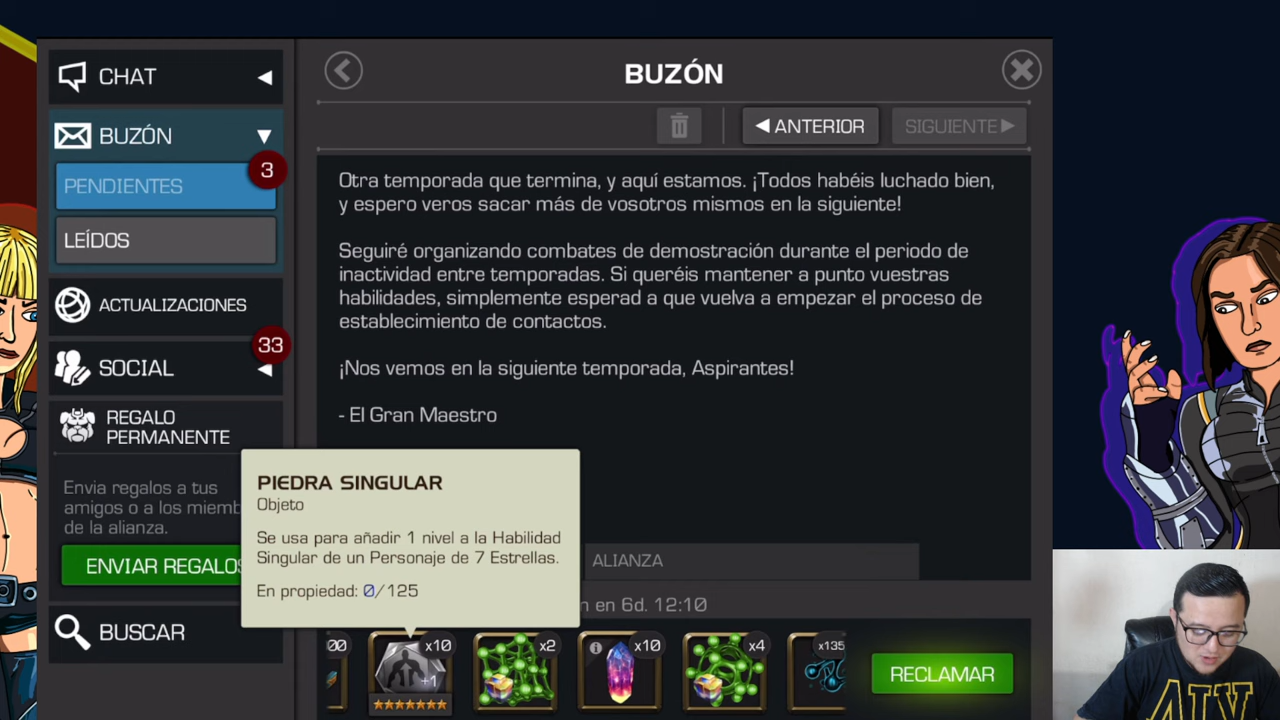 CHAT
BUZÓN
PENDIENTES
3
LEÍDOS
ACTUALIZACIONES
33
SOCIAL
REGALO
PERMANENTE
Envia regalos a tus
amigos o a los miemb
de la alianza.
ENVIAR REGALOS
BUSCAR
BUZÓN
ANTERIOR
SIGUIENTE
Otra temporada que termina, y aquí estamos. ¡Todos habéis luchado bien,
y espero veros sacar más de vosotros mismos en la siguiente!
Seguiré organizando combates de demostración durante el periodo de
inactividad entre temporadas. Si queréis mantener a punto vuestras
habilidades, simplemente esperad a que vuelva a empezar el proceso de
establecimiento de contactos.
¡Nos vemos en la siguiente temporada, Aspirantes!
- El Gran Maestro
PIEDRA SINGULAR
Objeto
Se usa para añadir 1 nivel a la Habilidad
Singular de un Personaje de 7 Estrellas.
En propiedad: 0/125
ALIANZA
n en 6d. 12:10
00
x10
+1
x2
x10
x4
x135
RECLAMAR